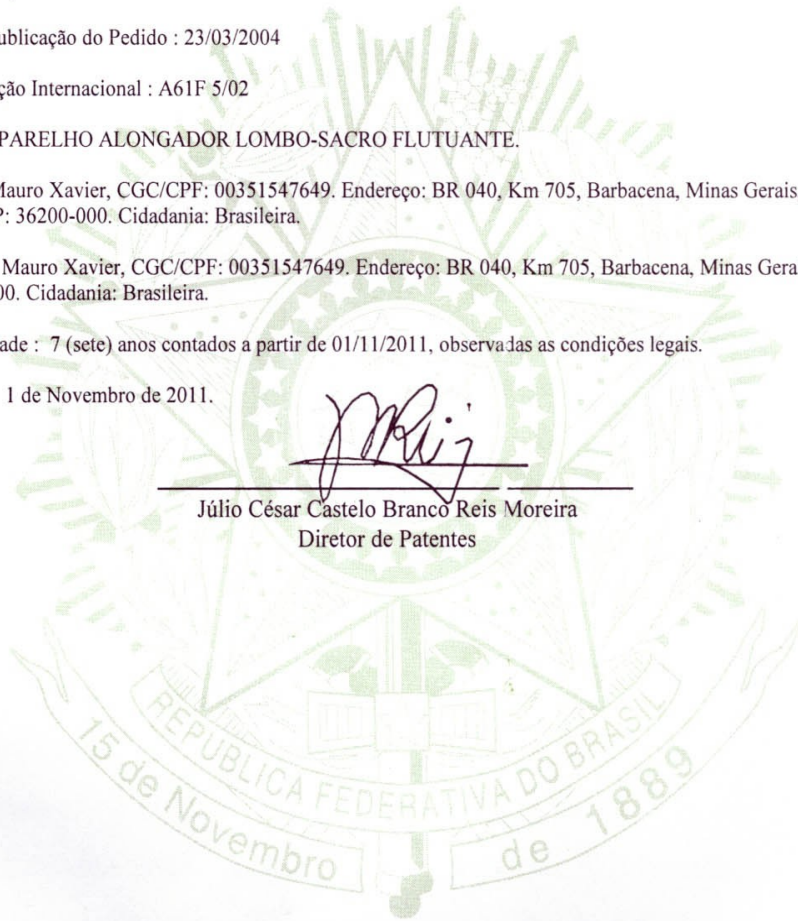 ublicação do Pedido : 23/03/2004
ção Internacional : A61F 5/02
PARELHO ALONGADOR LOMBO-SACRO FLUTUANTE.
Mauro Xavier, CGC/CPF: 00351547649. Endereço: BR 040, Km 705, Barbacena, Minas Gerais
P: 36200-000. Cidadania: Brasileira.
Mauro Xavier, CGC/CPF: 00351547649. Endereço: BR 040, Km 705, Barbacena, Minas Gera
00. Cidadania: Brasileira.
ade : 7 (sete) anos contados a partir de 01/11/2011, observadas as condições legais.
1 de Novembro de 2011.
Júlio César Castelo Branco Reis Moreira
Diretor de Patentes
REPUBLICA FEDERATIVA DO BRASIL
15 de Novembro de 1889